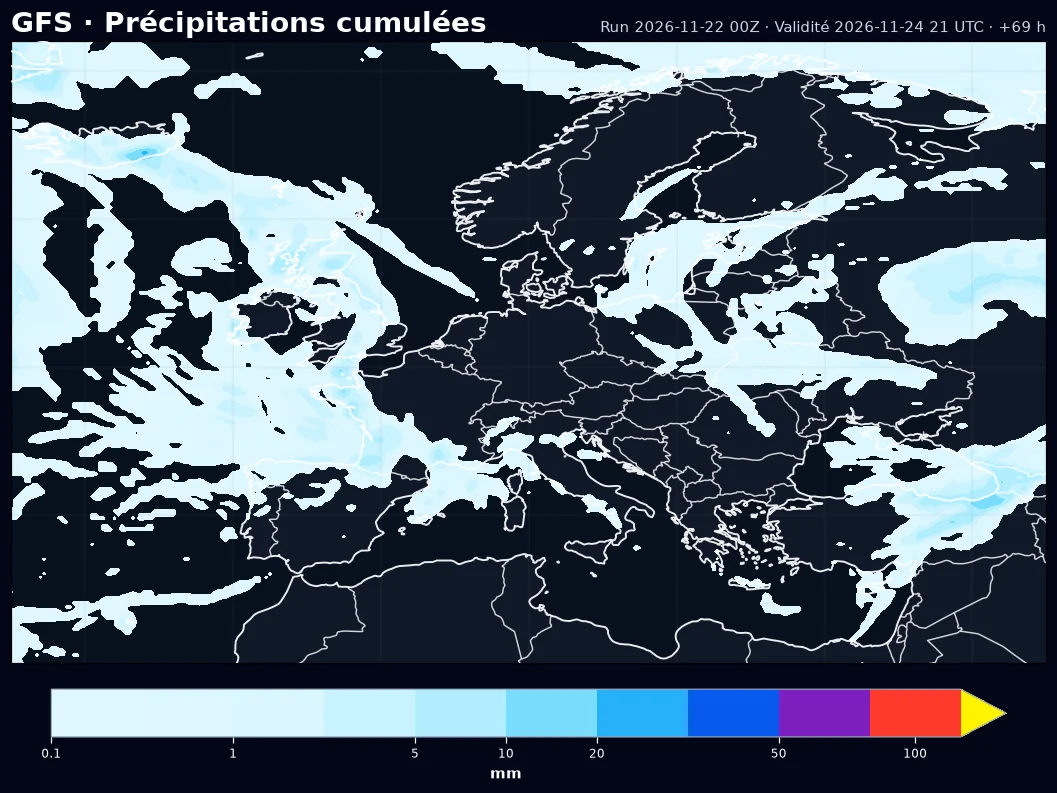 GFS · Précipitations cumulées
Run 2026-11-22 00Z · Validité 2026-11-24 21 UTC · +69 h
0.1 1 5 10 20 50 100
mm